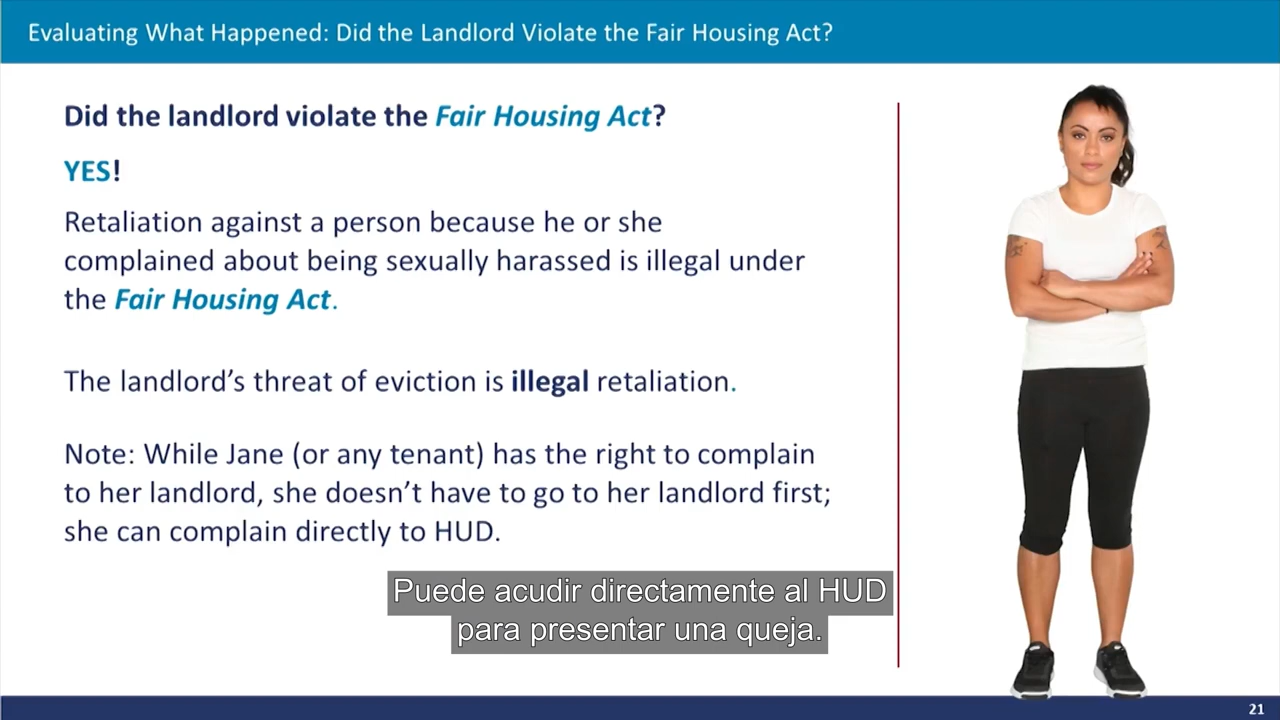 Evaluating What Happened: Did the Landlord Violate the Fair Housing Act?
Did the landlord violate the Fair Housing Act?
YES!
Retaliation against a person because he or she
complained about being sexually harassed is illegal under
the Fair Housing Act.
The landlord’s threat of eviction is illegal retaliation.
Note: While Jane (or any tenant) has the right to complain
to her landlord, she doesn’t have to go to her landlord first;
she can complain directly to HUD.
Puede acudir directamente al HUD
para presentar una queja.
21